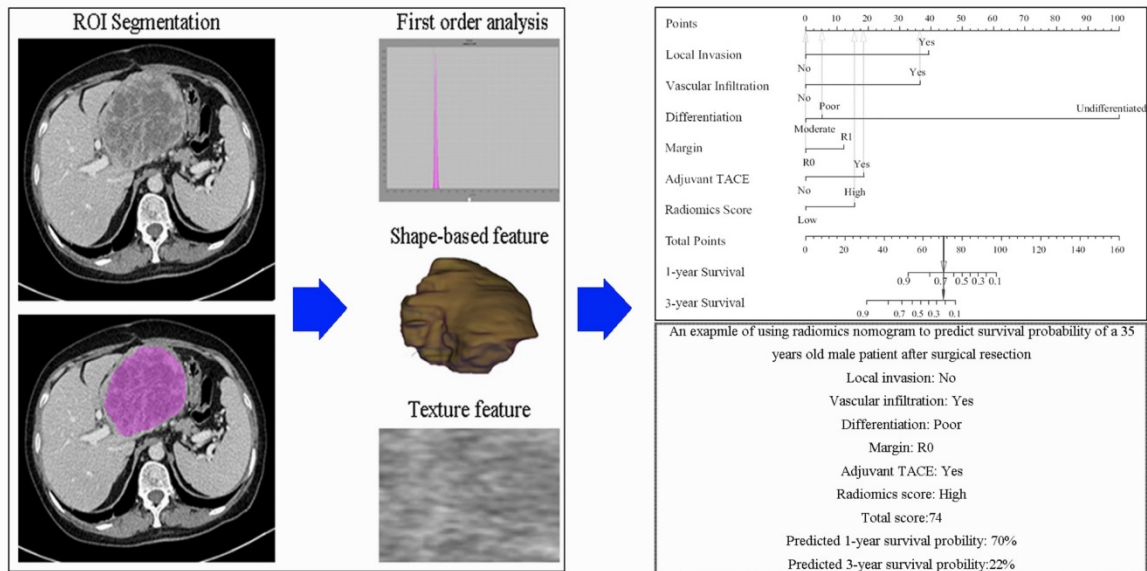 ROI Segmentation
First order analysis
Shape-based feature
Texture feature
Points
0 10 20 30 40 50 60 70 80 90 100
Local Invasion
Yes
No
Vascular Infiltration
Yes
No
Differentiation
Poor
Undifferentiated
Moderate
Margin
R1
R0
Adjuvant TACE
Yes
No
Radiomics Score
High
Low
Total Points
0 20 40 60 80 100 120 140 160
1-year Survival
0.9 0.7 0.5 0.3 0.1
3-year Survival
0.9 0.7 0.5 0.3 0.1
An exapmle of using radiomics nomogram to predict survival probability of a 35
years old male patient after surgical resection
Local invasion: No
Vascular infiltration: Yes
Differentiation: Poor
Margin: R0
Adjuvant TACE: Yes
Radiomics score: High
Total score:74
Predicted 1-year survival probility: 70%
Predicted 3-year survival probility:22%